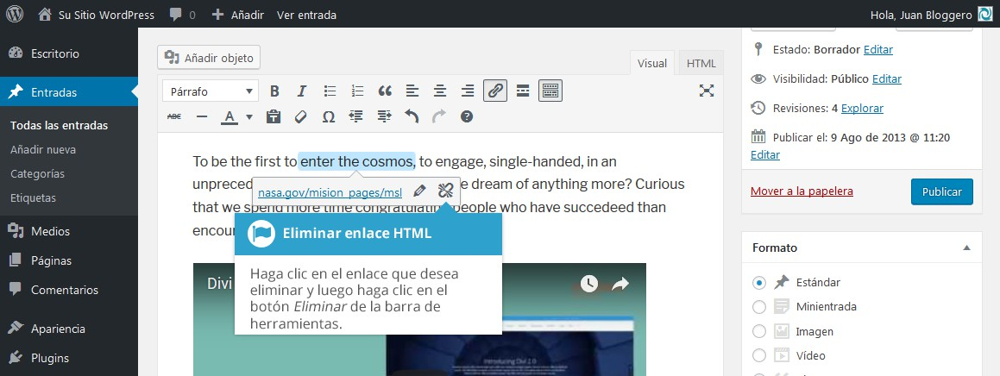 Su Sitio WordPress 0 Añadir Ver entrada Hola, Juan Bloggero
Escritorio
Entradas
Todas las entradas
Añadir nueva
Categorías
Etiquetas
Medios
Páginas
Comentarios
Apariencia
Plugins
Añadir objeto
Visual HTML
Párrafo
To be the first to enter the cosmos, to engage, single-handed, in an
unpreced e dream of anything more? Curious
that we spend more time congratulating people who have succedeed than
encou
nasa.gov/mision_pages/msl
Eliminar enlace HTML
Haga clic en el enlace que desea
eliminar y luego haga clic en el
botón Eliminar de la barra de
herramientas.
Divi
Introducing Divi 2.0
Estado: Borrador Editar
Visibilidad: Público Editar
Revisiones: 4 Explorar
Publicar el: 9 Ago de 2013 @ 11:20
Editar
Mover a la papelera Publicar
Formato
Estándar
Minientrada
Imagen
Vídeo